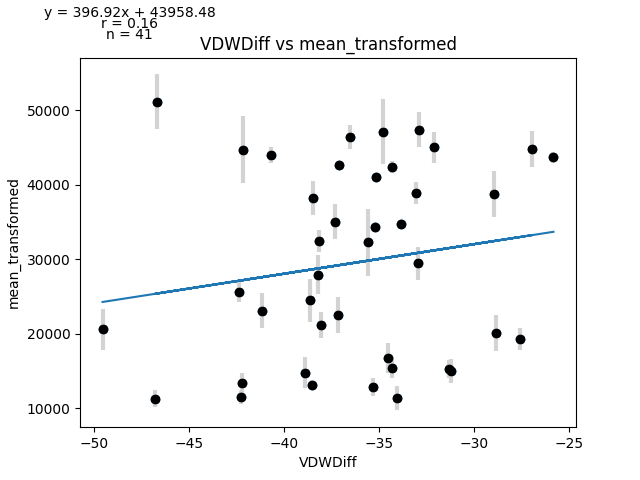 y = 396.92x + 43958.48
r = 0.16
n = 41
VDWDiff vs mean_transformed
50000
40000
30000
20000
10000
mean_transformed
−50
−45
−40
−35
−30
−25
VDWDiff